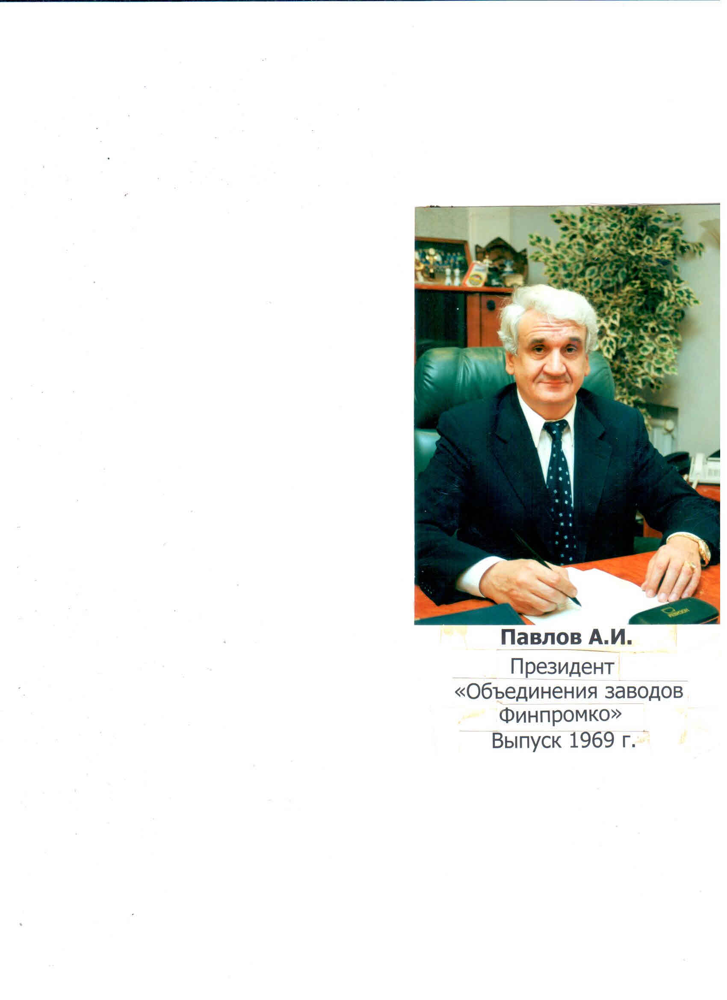 Павлов А.И.
Президент
«Объединения заводов
Финпромко»
Выпуск 1969 г.